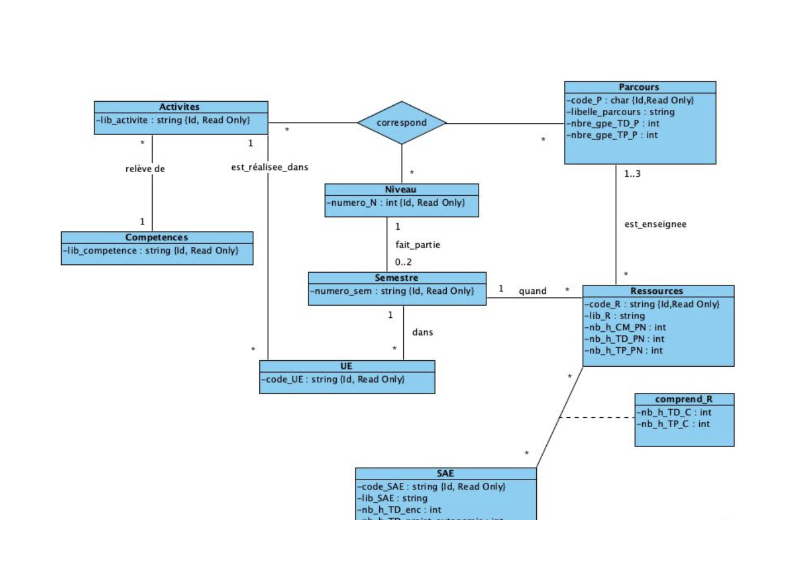 Activites
-lib_activite : string {Id, Read Only}
Parcours
-code_P : char {Id,Read Only}
-libelle_parcours : string
-nbre_gpe_TD_P : int
-nbre_gpe_TP_P : int
correspond
*
*
*
*
1
relève de
est_réalisee_dans
1..3
Niveau
-numero_N : int {Id, Read Only}
1
1
fait_partie
est_enseignee
0..2
*
Competences
-lib_competence : string {Id, Read Only}
Semestre
-numero_sem : string {Id, Read Only}
1
quand
*
Ressources
-code_R : string {Id,Read Only}
-lib_R : string
-nb_h_CM_PN : int
-nb_h_TD_PN : int
-nb_h_TP_PN : int
1
dans
*
*
UE
-code_UE : string {Id, Read Only}
*
comprend_R
-nb_h_TD_C : int
-nb_h_TP_C : int
*
SAE
-code_SAE : string {Id, Read Only}
-lib_SAE : string
-nb_h_TD_enc : int